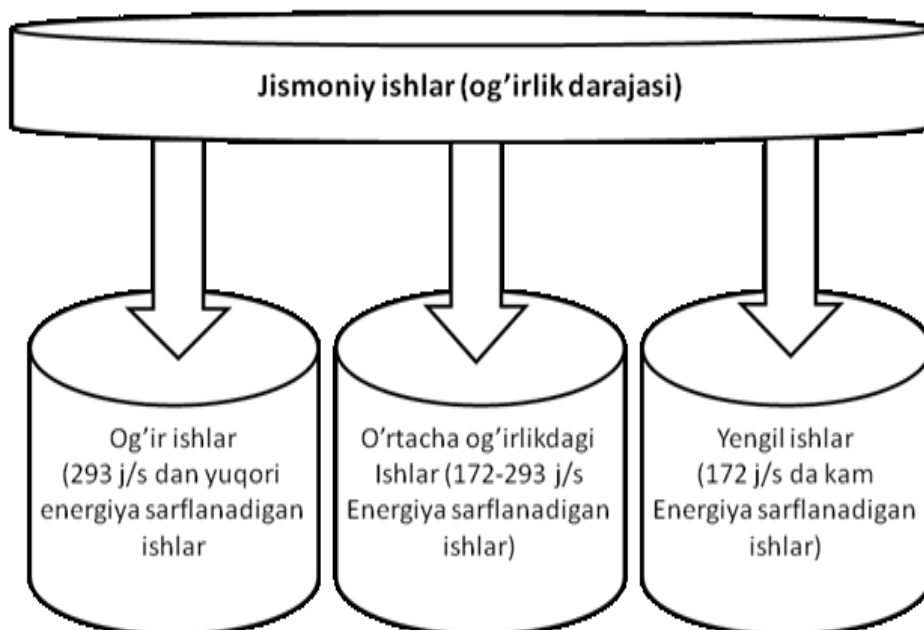 Jismoniy ishlar (og’irlik darajasi)
Og’ir ishlar
(293 j/s dan yuqori
energiya sarflanadigan
ishlar
O’rtacha og’irlikdagi
Ishlar (172-293 j/s
Energiya sarflanadigan
ishlar)
Yengil ishlar
(172 j/s da kam
Energiya sarflanadigan
ishlar)